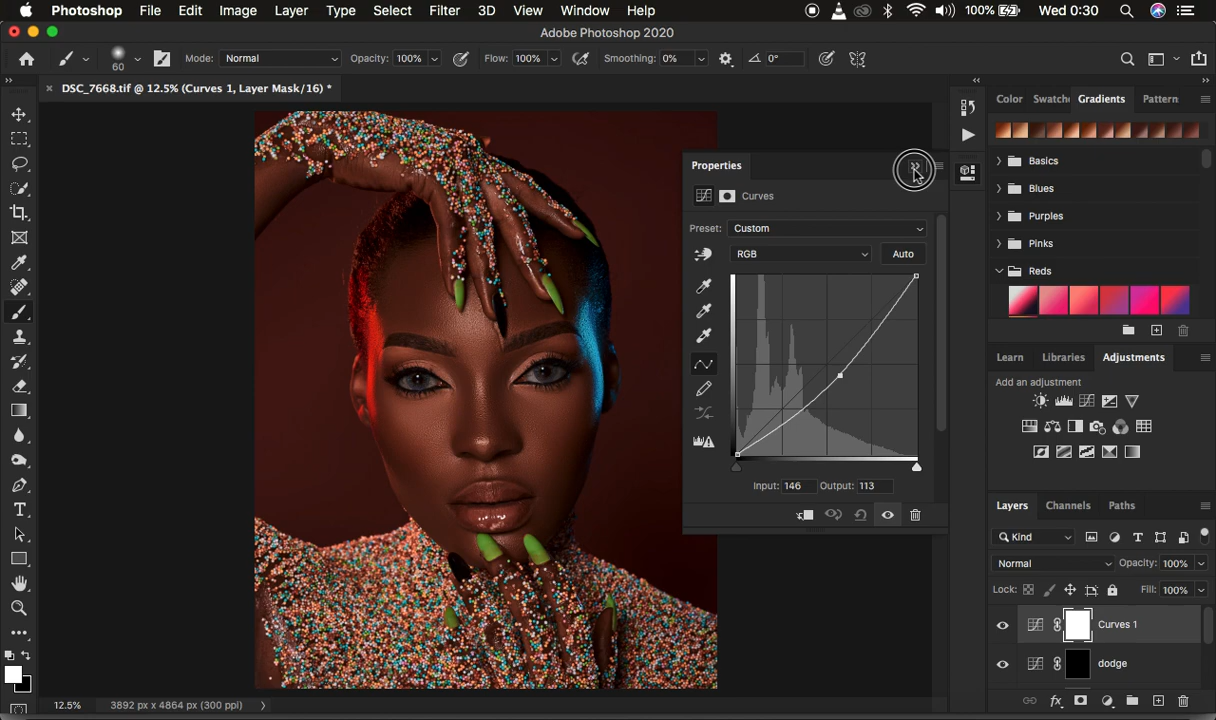 Photoshop File Edit Image Layer Type Select Filter 3D View Window Help 100% Wed 0:30
Adobe Photoshop 2020
60 Mode: Normal Opacity: 100% Flow: 100% Smoothing: 0% 0°
DSC_7668.tif @ 12.5% (Curves 1, Layer Mask/16) *
Color Swatche Gradients Pattern
Basics
Blues
Purples
Pinks
Reds
Properties
Curves
Preset: Custom
RGB Auto
Input: 146 Output: 113
Learn Libraries Adjustments
Add an adjustment
Layers Channels Paths
Kind
Normal Opacity: 100%
Lock: Fill: 100%
Curves 1
dodge
12.5% 3892 px x 4864 px (300 ppi)